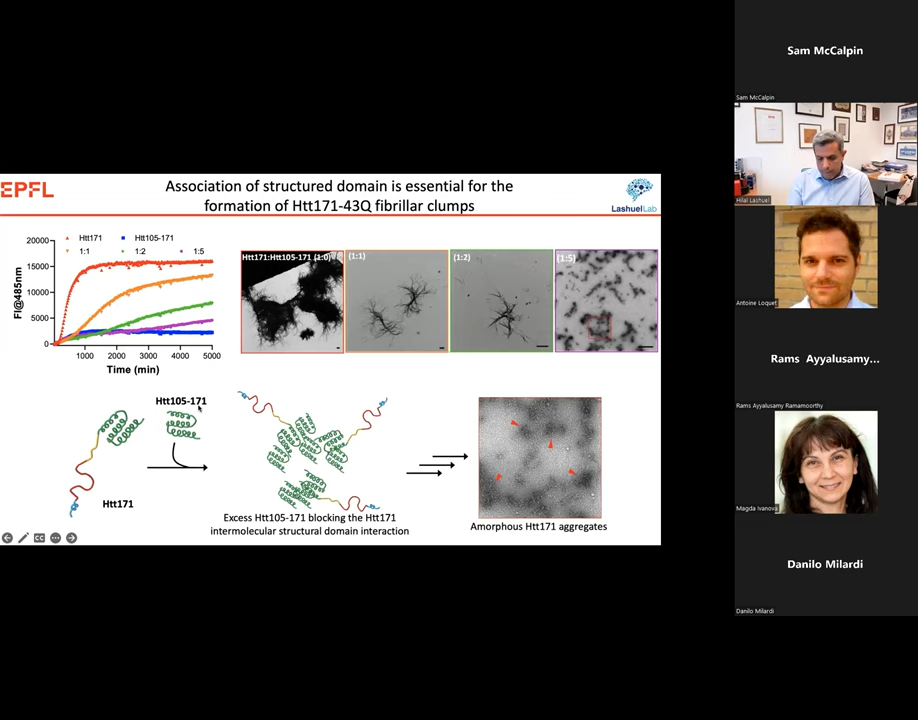 EPFL
Association of structured domain is essential for the
formation of Htt171-43Q fibrillar clumps
LashuelLab
Htt171
Htt105-171
1:1
1:2
1:5
20000
15000
10000
5000
0
FI@485nm
1000
2000
3000
4000
5000
Time (min)
Htt171:Htt105-171 (1:0)
(1:1)
(1:2)
(1:5)
Htt105-171
Htt171
Excess Htt105-171 blocking the Htt171
intermolecular structural domain interaction
Amorphous Htt171 aggregates
Sam McCalpin
Sam McCalpin
Hilal Lashuel
Antoine Loquet
Rams Ayyalusamy...
Rams Ayyalusamy Ramamoorthy
Magda Ivanova
Danilo Milardi
Danilo Milardi